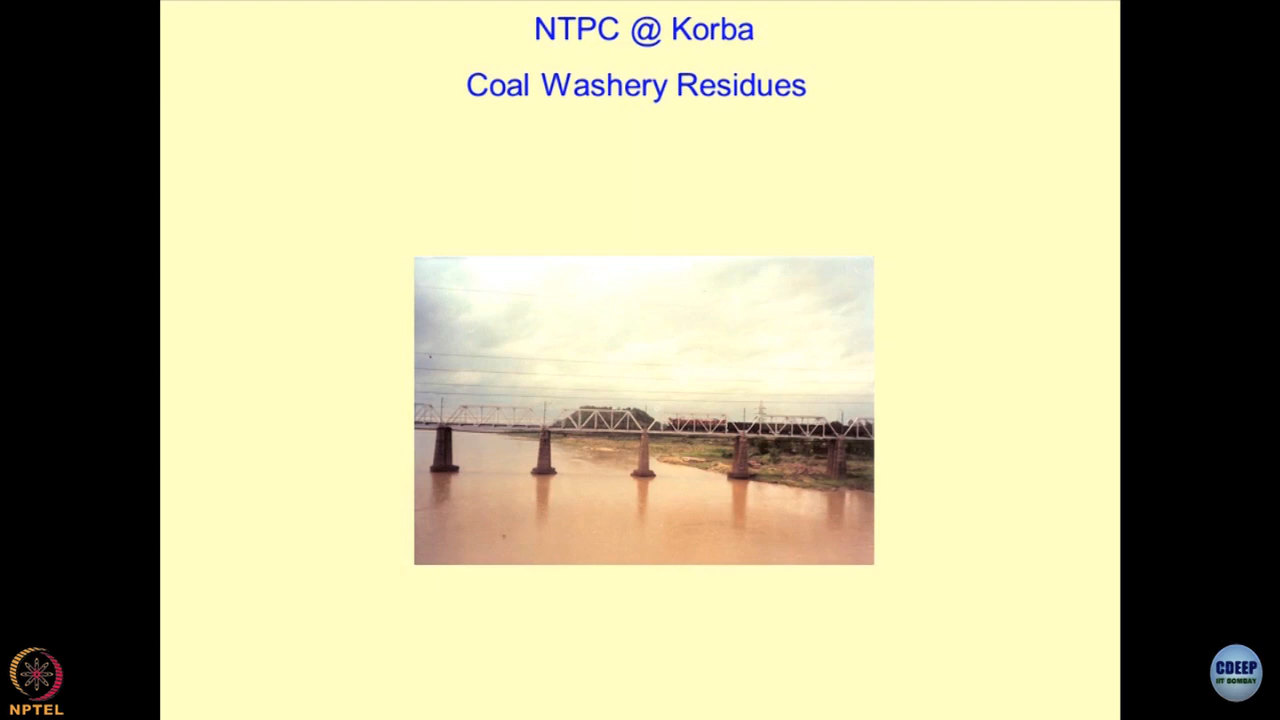 NTPC @ Korba
Coal Washery Residues
NPTEL
CDEEP
IIT BOMBAY